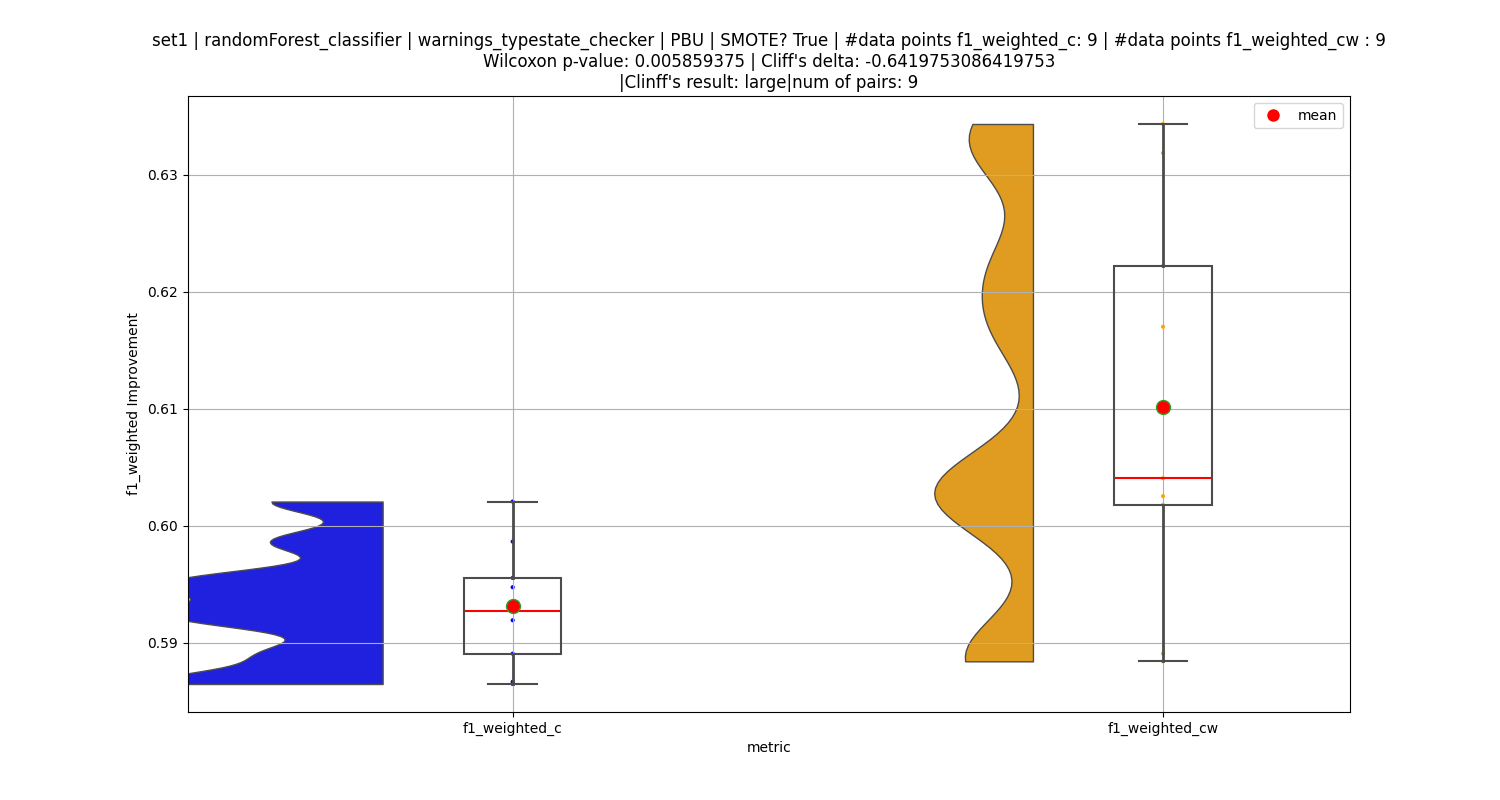 set1 | randomForest_classifier | warnings_typestate_checker | PBU | SMOTE? True | #data points f1_weighted_c: 9 | #data points f1_weighted_cw : 9
Wilcoxon p-value: 0.005859375 | Cliff's delta: -0.6419753086419753
|Clinff's result: large|num of pairs: 9
mean
0.63
0.62
0.61
0.60
0.59
f1_weighted Improvement
f1_weighted_c
f1_weighted_cw
metric